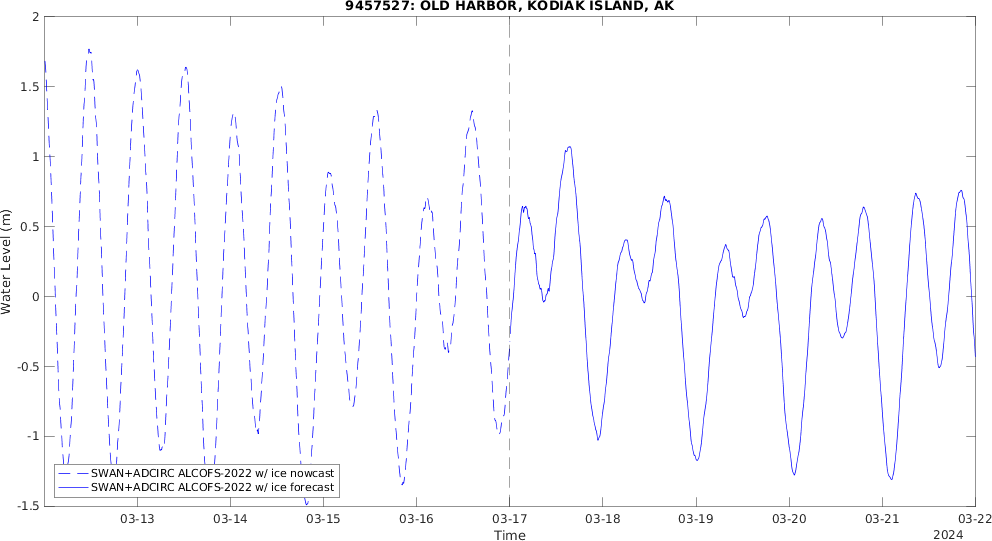 9457527: OLD HARBOR, KODIAK ISLAND, AK
2
1.5
1
0.5
0
-0.5
-1
-1.5
Water Level (m)
SWAN+ADCIRC ALCOFS-2022 w/ ice nowcast
SWAN+ADCIRC ALCOFS-2022 w/ ice forecast
03-13 03-14 03-15 03-16 03-17 03-18 03-19 03-20 03-21 03-22
Time
2024